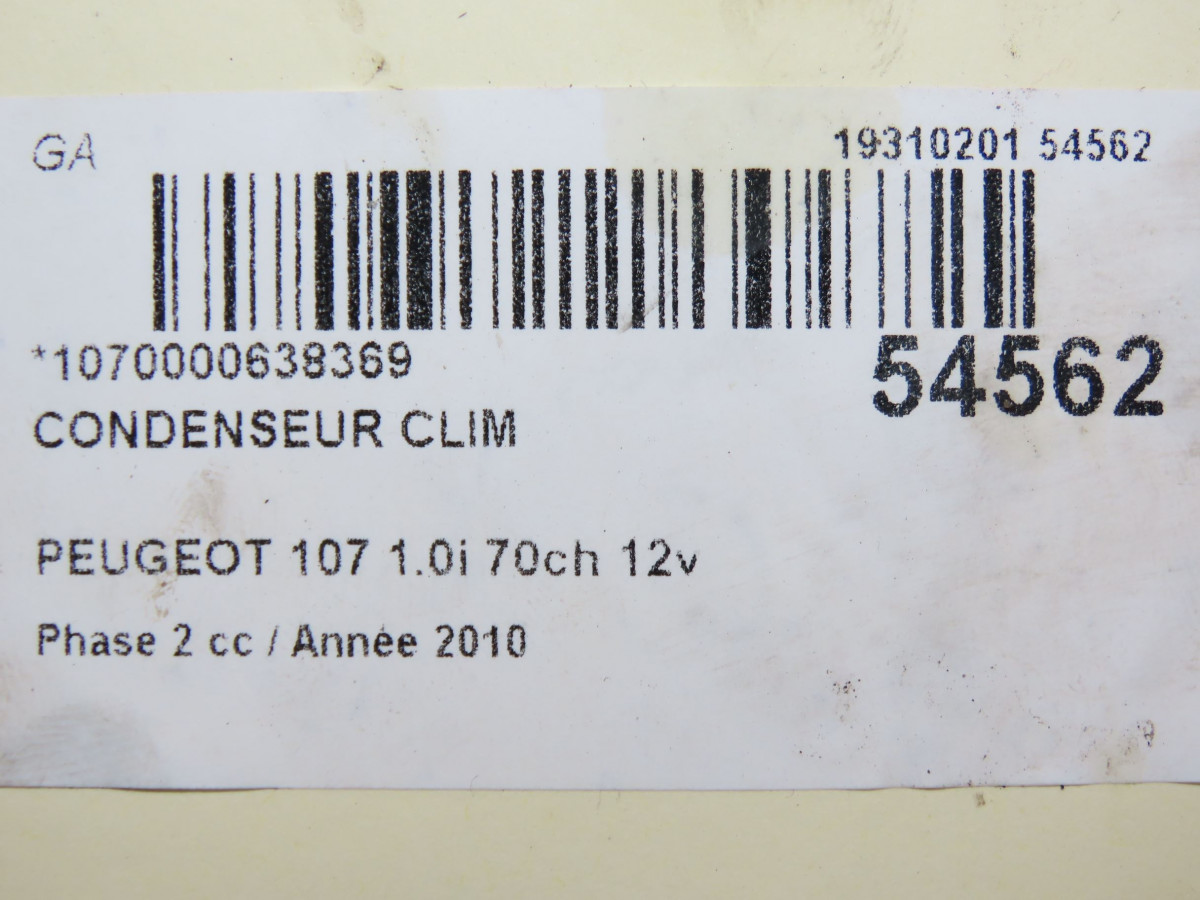 GA
19310201 54562
*1070000638369
54562
CONDENSEUR CLIM
PEUGEOT 107 1.0i 70ch 12v
Phase 2 cc / Année 2010